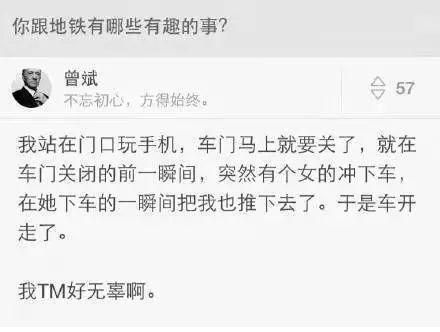 你跟地铁有哪些有趣的事?
曾斌
57
不忘初心，方得始终。
我站在门口玩手机，车门马上就要关了，就在
车门关闭的前一瞬间，突然有个女的冲下车，
在她下车的一瞬间把我也推下去了。于是车开
走了。
我TM好无辜啊。